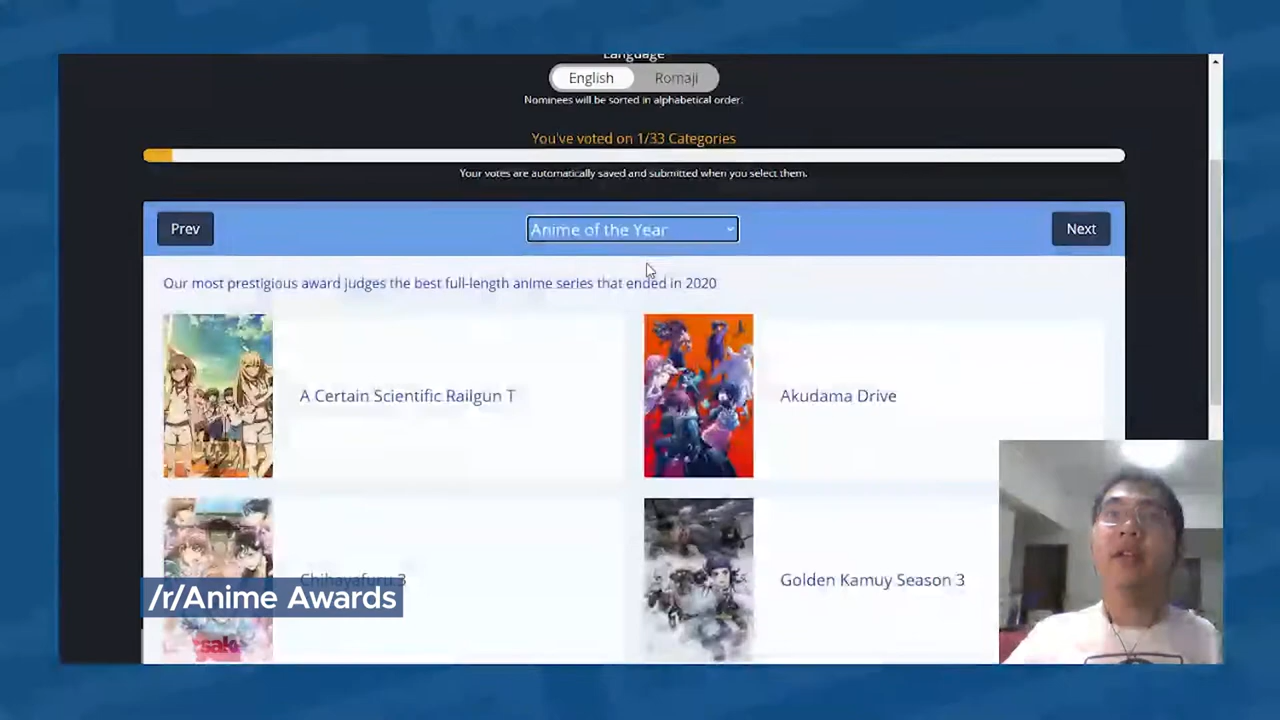 Language
English Romaji
Nominees will be sorted in alphabetical order.
You've voted on 1/33 Categories
Your votes are automatically saved and submitted when you select them.
Prev
Anime of the Year
Next
Our most prestigious award judges the best full-length anime series that ended in 2020
A Certain Scientific Railgun T
Akudama Drive
Chihayafuru 3
Golden Kamuy Season 3
/r/Anime Awards